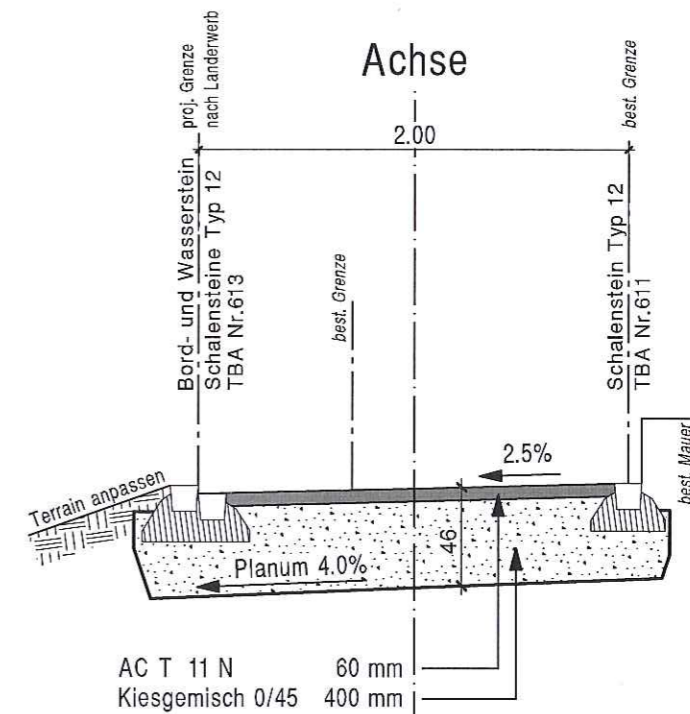 Achse
proj. Grenze
nach Landerwerb
best. Grenze
2.00
Bord- und Wasserstein
Schalensteine Typ 12
TBA Nr.613
best. Grenze
Schalenstein Typ 12
TBA Nr.611
best. Mauer
2.5%
Terrain anpassen
46
Planum 4.0%
AC T 11 N 60 mm
Kiesgemisch 0/45 400 mm